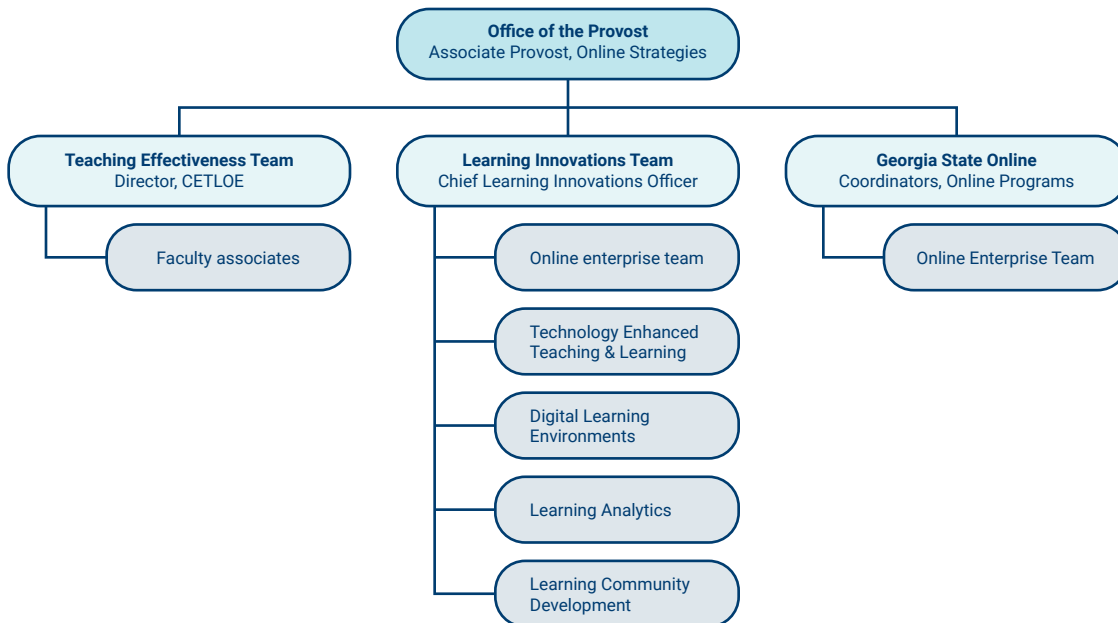 Office of the Provost
Associate Provost, Online Strategies
Teaching Effectiveness Team
Director, CETLOE
Faculty associates
Learning Innovations Team
Chief Learning Innovations Officer
Online enterprise team
Technology Enhanced
Teaching & Learning
Digital Learning
Environments
Learning Analytics
Learning Community
Development
Georgia State Online
Coordinators, Online Programs
Online Enterprise Team